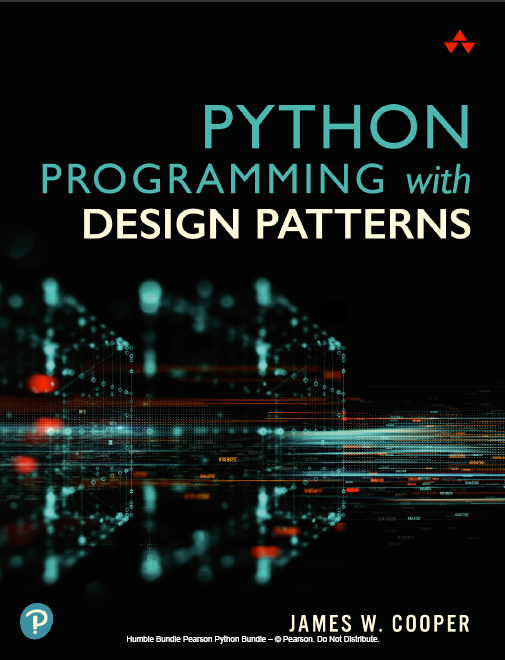 PYTHON
PROGRAMMING with
DESIGN PATTERNS
JAMES W. COOPER
Humble Bundle Pearson Python Bundle – © Pearson. Do Not Distribute.